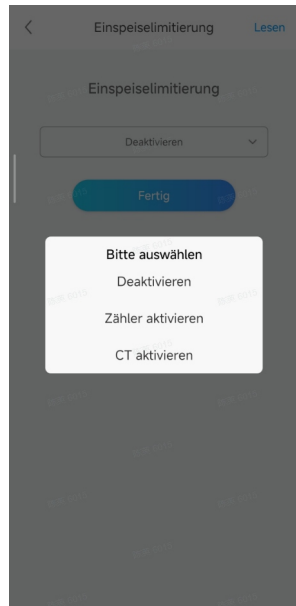 Einspeiselimitierung
Lesen
Einspeiselimitierung
Deaktivieren
Fertig
Bitte auswählen
Deaktivieren
Zähler aktivieren
CT aktivieren